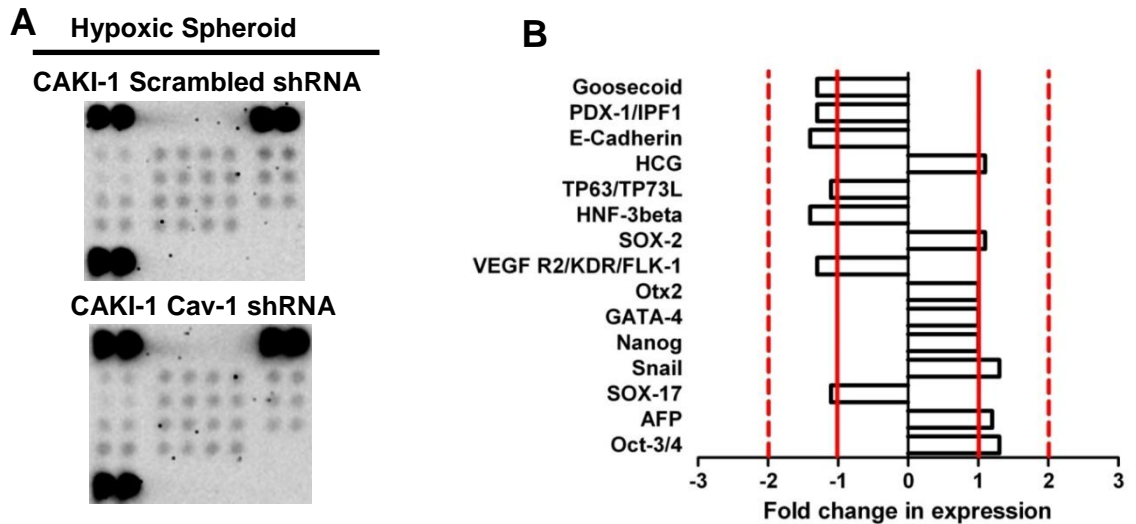 A
Hypoxic Spheroid
CAKI-1 Scrambled shRNA
CAKI-1 Cav-1 shRNA
B
Goosecoid
PDX-1/IPF1
E-Cadherin
HCG
TP63/TP73L
HNF-3beta
SOX-2
VEGF R2/KDR/FLK-1
Otx2
GATA-4
Nanog
Snail
SOX-17
AFP
Oct-3/4
-3 -2 -1 0 1 2 3
Fold change in expression